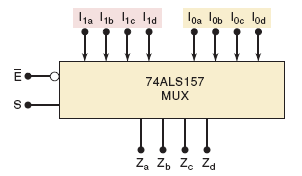 I1a I1b I1c I1d I0a I0b I0c I0d
E̅
74ALS157
MUX
S
Za Zb Zc Zd